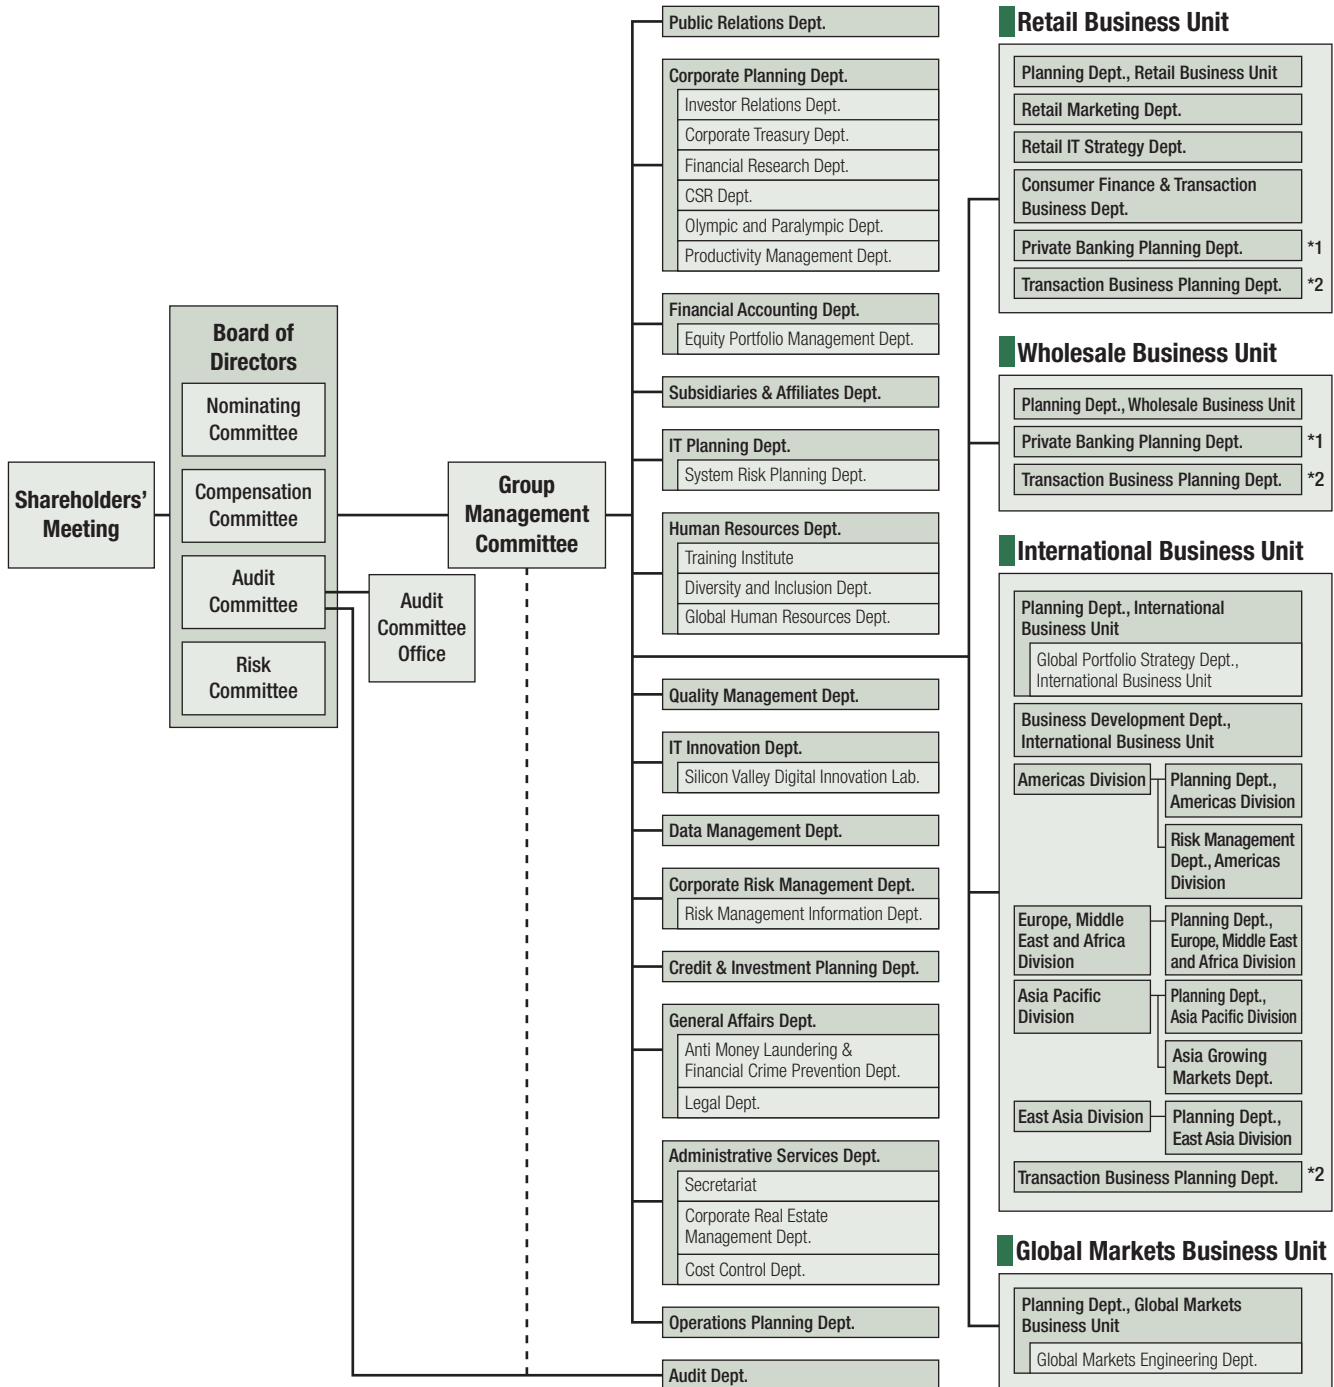 Shareholders'
Meeting
Board of
Directors
Nominating
Committee
Compensation
Committee
Audit
Committee
Risk
Committee
Audit
Committee
Office
Group
Management
Committee
Public Relations Dept.
Corporate Planning Dept.
Investor Relations Dept.
Corporate Treasury Dept.
Financial Research Dept.
CSR Dept.
Olympic and Paralympic Dept.
Productivity Management Dept.
Financial Accounting Dept.
Equity Portfolio Management Dept.
Subsidiaries & Affiliates Dept.
IT Planning Dept.
System Risk Planning Dept.
Human Resources Dept.
Training Institute
Diversity and Inclusion Dept.
Global Human Resources Dept.
Quality Management Dept.
IT Innovation Dept.
Silicon Valley Digital Innovation Lab.
Data Management Dept.
Corporate Risk Management Dept.
Risk Management Information Dept.
Credit & Investment Planning Dept.
General Affairs Dept.
Anti Money Laundering &
Financial Crime Prevention Dept.
Legal Dept.
Administrative Services Dept.
Secretariat
Corporate Real Estate
Management Dept.
Cost Control Dept.
Operations Planning Dept.
Audit Dept.
Retail Business Unit
Planning Dept., Retail Business Unit
Retail Marketing Dept.
Retail IT Strategy Dept.
Consumer Finance & Transaction
Business Dept.
Private Banking Planning Dept. *1
Transaction Business Planning Dept. *2
Wholesale Business Unit
Planning Dept., Wholesale Business Unit
Private Banking Planning Dept. *1
Transaction Business Planning Dept. *2
International Business Unit
Planning Dept., International
Business Unit
Global Portfolio Strategy Dept.,
International Business Unit
Business Development Dept.,
International Business Unit
Americas Division
Planning Dept.,
Americas Division
Risk Management
Dept., Americas
Division
Europe, Middle
East and Africa
Division
Planning Dept.,
Europe, Middle East
and Africa Division
Asia Pacific
Division
Planning Dept.,
Asia Pacific Division
Asia Growing
Markets Dept.
East Asia Division
Planning Dept.,
East Asia Division
Transaction Business Planning Dept. *2
Global Markets Business Unit
Planning Dept., Global Markets
Business Unit
Global Markets Engineering Dept.